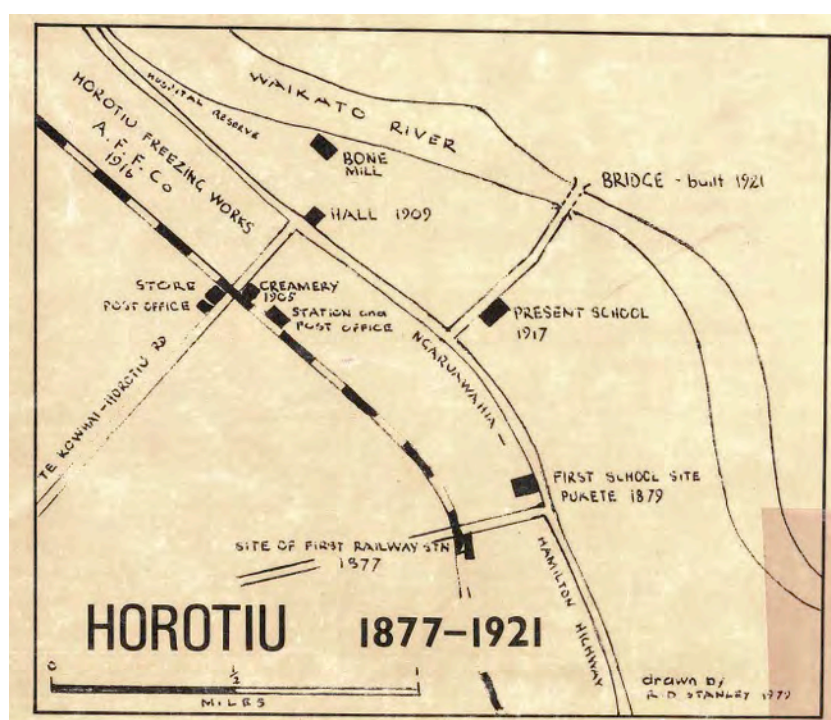 WAIKATO RIVER
HOSPITAL RESERVE
HOROTIU FREEZING WORKS
A.F.F.Co
1916
BONE
MILL
BRIDGE - built 1921
HALL 1909
STORE
POST OFFICE
CREAMERY
1905
STATION and
POST OFFICE
PRESENT SCHOOL
1917
NGARUAWAHIA -
TE KOWHAI-HOROTIU RD
FIRST SCHOOL SITE
PUKETE 1879
SITE OF FIRST RAILWAY STN
1877
HAMILTON HIGHWAY
HOROTIU 1877-1921
0 1/2 1
MILES
drawn by
R D STANLEY 1979